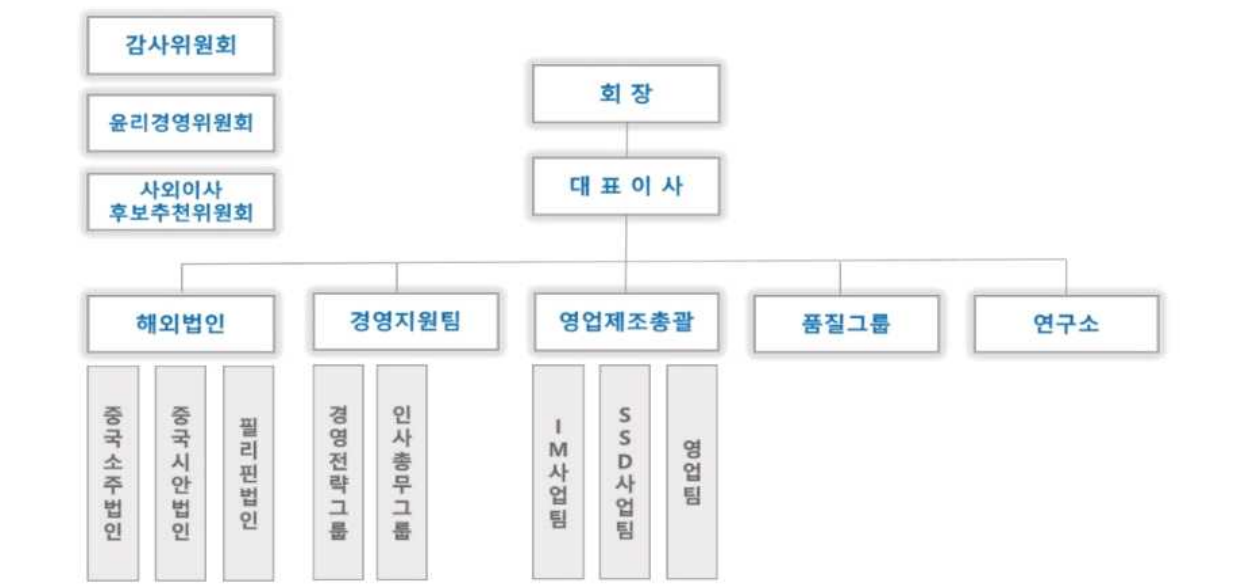 감사위원회
윤리경영위원회
사외이사
후보추천위원회
회 장
대 표 이 사
해외법인
경영지원팀
영업제조총괄
품질그룹
연구소
중국소주법인
중국시안법인
필리핀법인
경영전략그룹
인사총무그룹
IM사업팀
SSD사업팀
영업팀